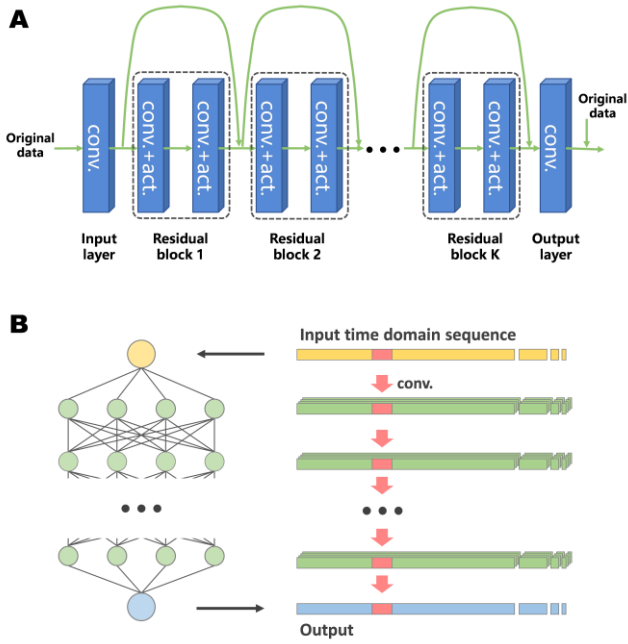 A
Original
data
conv.
conv.+act.
conv.+act.
conv.+act.
conv.+act.
conv.+act.
conv.+act.
conv.
Original
data
Input
layer
Residual
block 1
Residual
block 2
Residual
block K
Output
layer
B
Input time domain sequence
conv.
Output